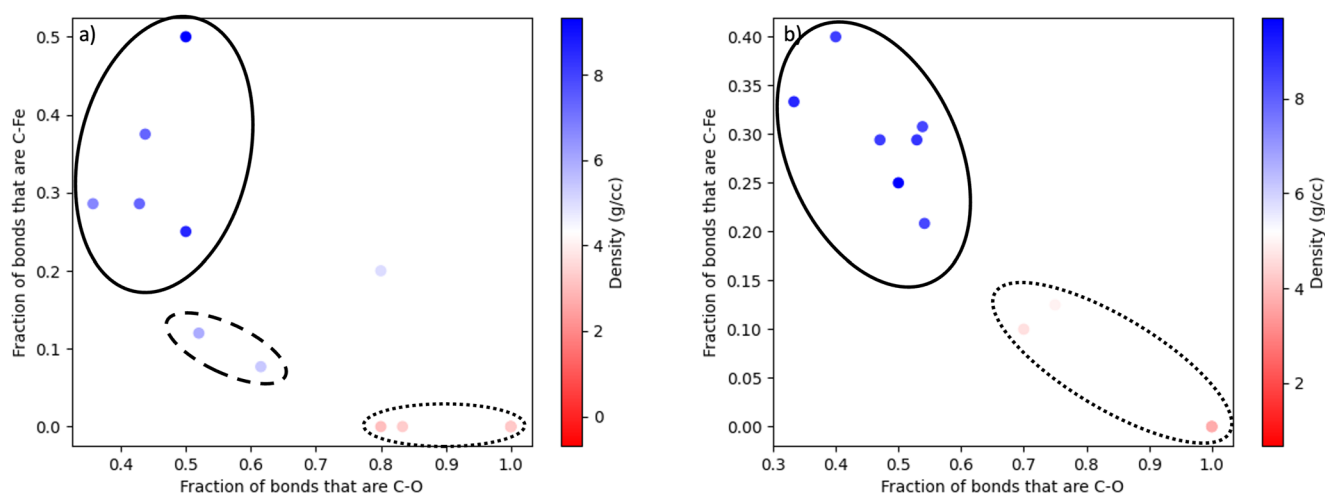 a)
0.5
0.4
0.3
0.2
0.1
0.0
Fraction of bonds that are C-Fe
0.4 0.5 0.6 0.7 0.8 0.9 1.0
Fraction of bonds that are C-O
8
6
4
2
0
Density (g/cc)
b)
0.40
0.35
0.30
0.25
0.20
0.15
0.10
0.05
0.00
Fraction of bonds that are C-Fe
0.3 0.4 0.5 0.6 0.7 0.8 0.9 1.0
Fraction of bonds that are C-O
8
6
4
2
Density (g/cc)